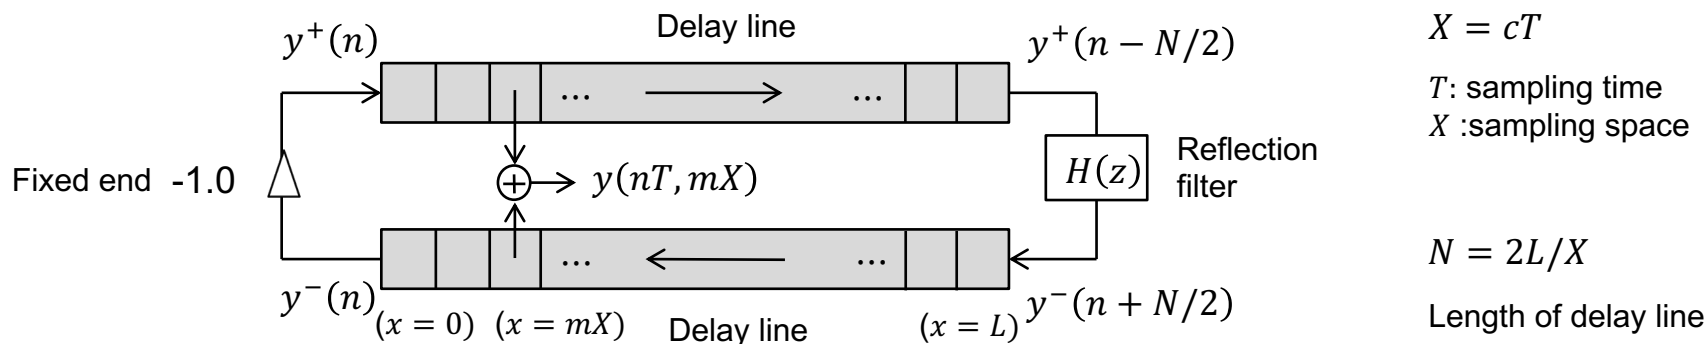 Delay line
y⁺(n)
y⁺(n − N/2)
X = cT
T: sampling time
X :sampling space
...
...
Fixed end -1.0
+
y(nT, mX)
H(z)
Reflection
filter
...
...
y⁻(n)
y⁻(n + N/2)
(x = 0) (x = mX)
Delay line
(x = L)
N = 2L/X
Length of delay line